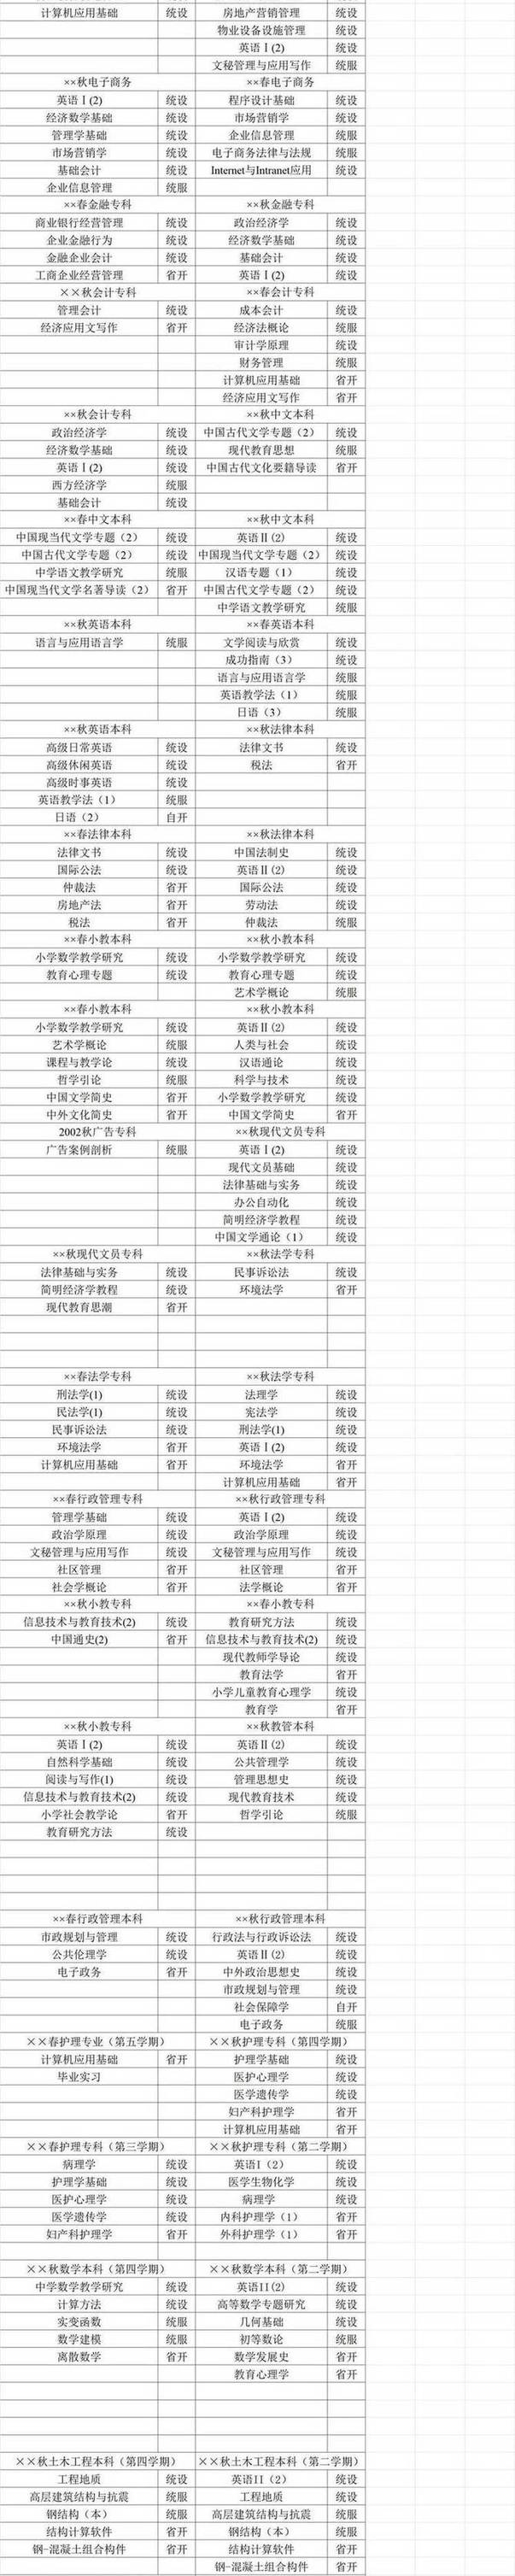 计算机应用基础 统设 房地产营销管理 统设
物业设备设施管理 统设
英语Ⅰ(2) 统设
文秘管理与应用写作 统服
××秋电子商务 ××春电子商务
英语Ⅰ(2) 统设 程序设计基础 统设
经济数学基础 统设 市场营销学 统设
管理学基础 统设 企业信息管理 统服
市场营销学 统设 电子商务法律与法规 统服
基础会计 统设 Internet与Intranet应用 统设
企业信息管理 统服
××春金融专科 ××秋金融专科
商业银行经营管理 统设 政治经济学 统设
企业金融行为 统设 经济数学基础 统设
金融企业会计 统设 基础会计 统设
工商企业经营管理 省开 英语Ⅰ(2) 统设
××秋会计专科 ××春会计专科
管理会计 统设 成本会计 统设
经济应用文写作 省开 经济法概论 统服
审计学原理 统设
财务管理 统服
计算机应用基础 省开
经济应用文写作 省开
××秋会计专科 ××秋中文本科
政治经济学 统设 中国古代文学专题（2） 统设
经济数学基础 统设 现代教育思想 统服
英语Ⅰ(2) 统设 中国古代文化要籍导读 省开
西方经济学 统服
基础会计 统设
××春中文本科 ××秋中文本科
中国现当代文学专题（2） 统设 英语Ⅱ(2) 统设
中国古代文学专题（2） 统设 中国现当代文学专题（2） 统设
中学语文教学研究 统服 汉语专题（1） 统设
中国现当代文学名著导读（2） 省开 中国古代文学专题（2） 统设
中学语文教学研究 统服
××秋英语本科 ××春英语本科
语言与应用语言学 统服 文学阅读与欣赏 统设
成功指南（3） 统设
语言与应用语言学 统服
英语教学法（1） 统服
日语（3） 统服
××秋英语本科 ××秋法律本科
高级日常英语 统设 法律文书 统设
高级休闲英语 统设 税法 省开
高级时事英语 统设
英语教学法（1） 统服
日语（2） 自开
××春法律本科 ××秋法律本科
法律文书 统设 中国法制史 统设
国际公法 统设 英语Ⅱ(2) 统设
仲裁法 省开 国际公法 统设
房地产法 省开 劳动法 统设
税法 省开 仲裁法 统服
××春小教本科 ××秋小教本科
小学数学教学研究 统设 小学数学教学研究 统设
教育心理专题 统设 教育心理专题 统设
艺术学概论 统服
××春小教本科 ××秋小教本科
小学数学教学研究 统设 英语Ⅱ(2) 统设
艺术学概论 统服 人类与社会 统设
课程与教学论 统设 汉语通论 统设
哲学引论 统服 科学与技术 统设
中国文学简史 省开 小学数学教学研究 统设
中外文化简史 省开 中国文学简史 省开
2002秋广告专科 ××秋现代文员专科
广告案例剖析 统服 英语Ⅰ(2) 统设
现代文员基础 统设
法律基础与实务 统设
办公自动化 统设
简明经济学教程 统设
中国文学通论（1） 统设
××秋现代文员专科 ××秋法学专科
法律基础与实务 统设 民事诉讼法 统设
简明经济学教程 统设 环境法学 省开
现代教育思潮 省开
××春法学专科 ××秋法学专科
刑法学(1) 统设 法理学 统设
民法学(1) 统设 宪法学 统设
民事诉讼法 统设 刑法学(1) 统设
环境法学 省开 英语Ⅰ(2) 统设
计算机应用基础 省开 环境法学 省开
计算机应用基础 省开
××春行政管理专科 ××秋行政管理专科
管理学基础 统设 英语Ⅰ(2) 统设
政治学原理 统设 政治学原理 统设
文秘管理与应用写作 统设 文秘管理与应用写作 统设
社区管理 省开 社区管理 省开
社会学概论 省开 法学概论 省开
××秋小教专科 ××春小教专科
信息技术与教育技术(2) 统设 教育研究方法 统设
中国通史(2) 省开 信息技术与教育技术(2) 统设
现代教师学导论 统设
教育法学 省开
小学儿童教育心理学 统设
教育学 省开
××秋小教专科 ××秋教管本科
英语Ⅰ(2) 统设 英语Ⅱ(2) 统设
自然科学基础 统设 公共管理学 统设
阅读与写作(1) 统设 管理思想史 统设
信息技术与教育技术(2) 统设 现代教育技术 统设
小学社会教学论 省开 哲学引论 统服
教育研究方法 统设
××春行政管理本科 ××秋行政管理本科
市政规划与管理 统设 行政法与行政诉讼法 统设
公共伦理学 统设 英语Ⅱ(2) 统设
电子政务 省开 中外政治思想史 统设
市政规划与管理 统设
社会保障学 自开
电子政务 统服
××春护理专业（第五学期） ××秋护理专科（第四学期）
计算机应用基础 省开 护理学基础 统设
毕业实习 医护心理学 统设
医学遗传学 统设
妇产科护理学 省开
计算机应用基础 省开
××春护理专科（第三学期） ××秋护理专科（第二学期）
病理学 统设 英语I（2） 统设
护理学基础 统设 医学生物化学 统设
医护心理学 统设 病理学 统设
医学遗传学 统设 内科护理学（1） 省开
妇产科护理学 省开 外科护理学（1） 省开
××秋数学本科（第四学期） ××秋数学本科（第二学期）
中学数学教学研究 统设 英语II(2) 统设
计算方法 统设 高等数学专题研究 统设
实变函数 统服 几何基础 统设
数学建模 统服 初等数论 统服
离散数学 省开 数学发展史 省开
教育心理学 省开
××秋土木工程本科（第四学期） ××秋土木工程本科（第二学期）
工程地质 统设 英语II（2） 统设
高层建筑结构与抗震 统服 工程地质 统设
钢结构（本） 统服 高层建筑结构与抗震 统服
结构计算软件 省开 钢结构（本） 统服
钢-混凝土组合构件 省开 结构计算软件 省开
钢-混凝土组合构件 省开